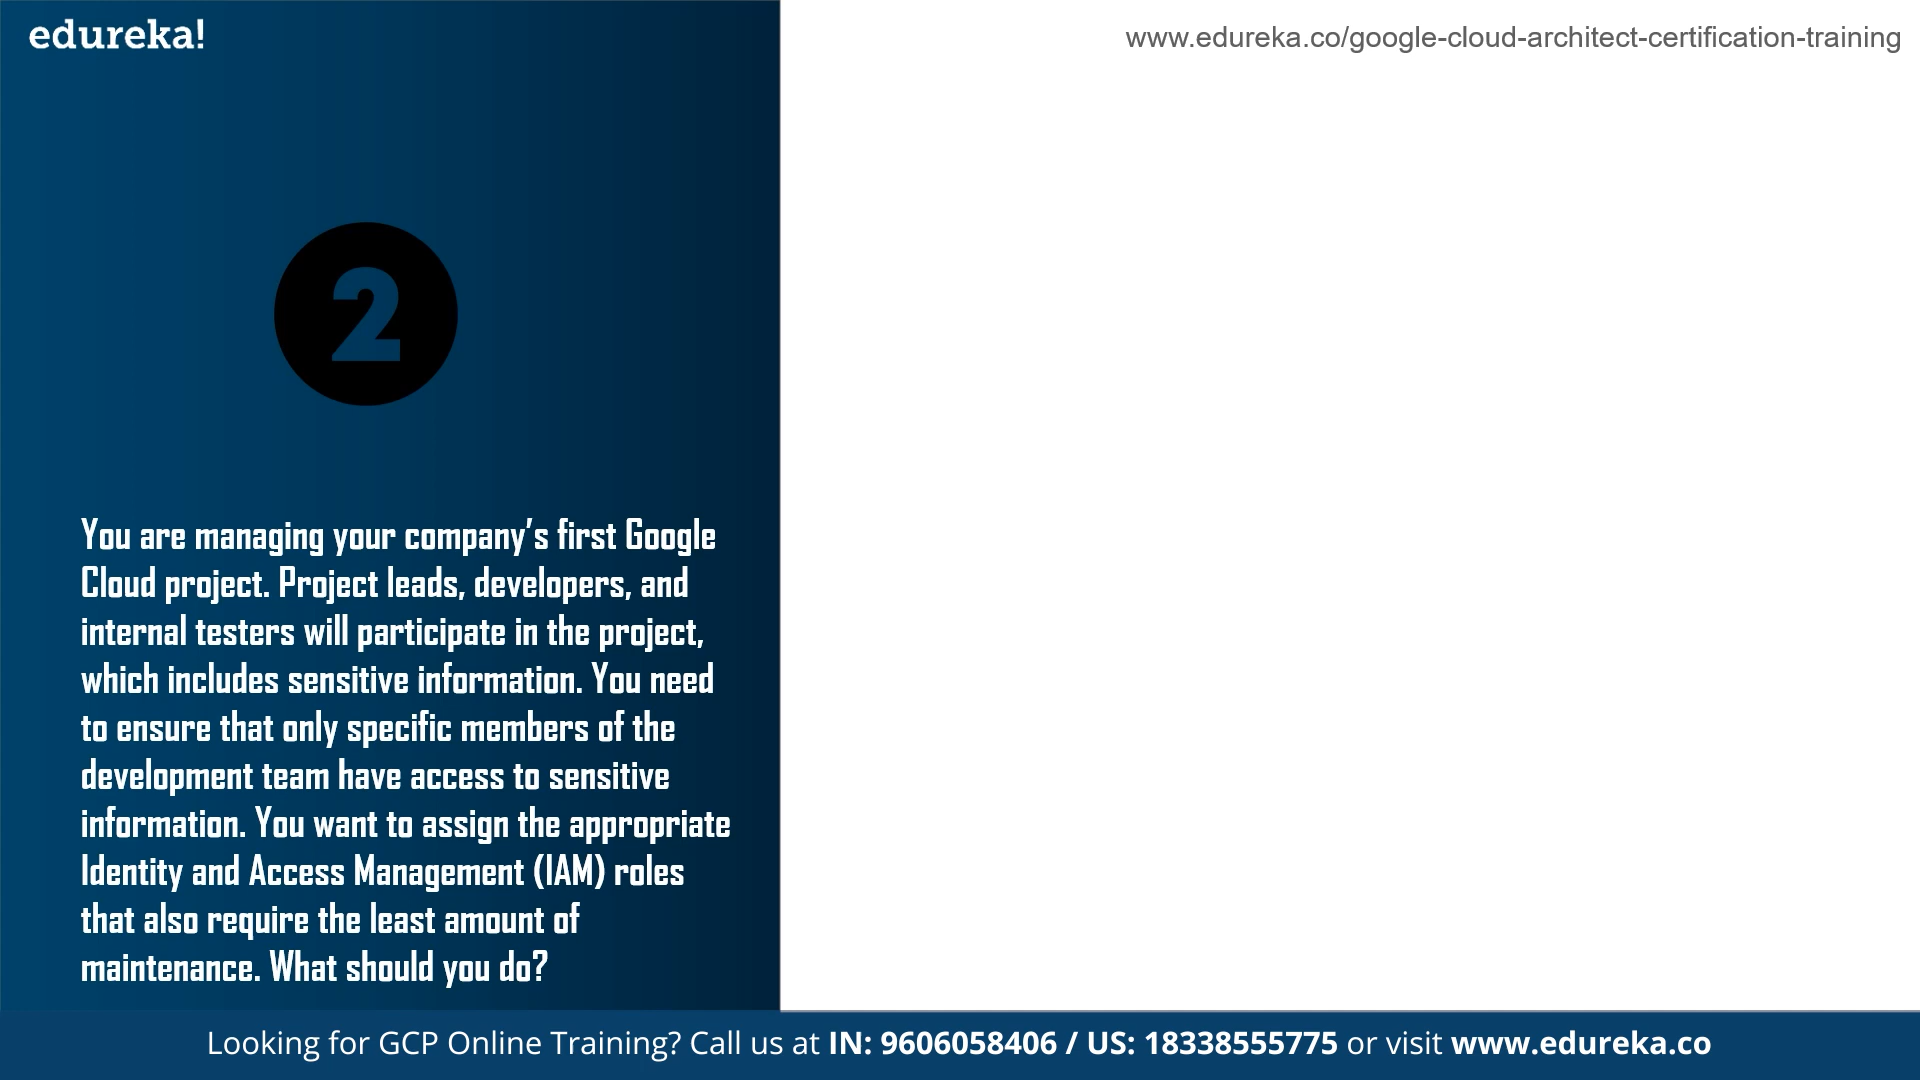 edureka!
www.edureka.co/google-cloud-architect-certification-training
2
You are managing your company’s first Google
Cloud project. Project leads, developers, and
internal testers will participate in the project,
which includes sensitive information. You need
to ensure that only specific members of the
development team have access to sensitive
information. You want to assign the appropriate
Identity and Access Management (IAM) roles
that also require the least amount of
maintenance. What should you do?
Looking for GCP Online Training? Call us at IN: 9606058406 / US: 18338555775 or visit www.edureka.co